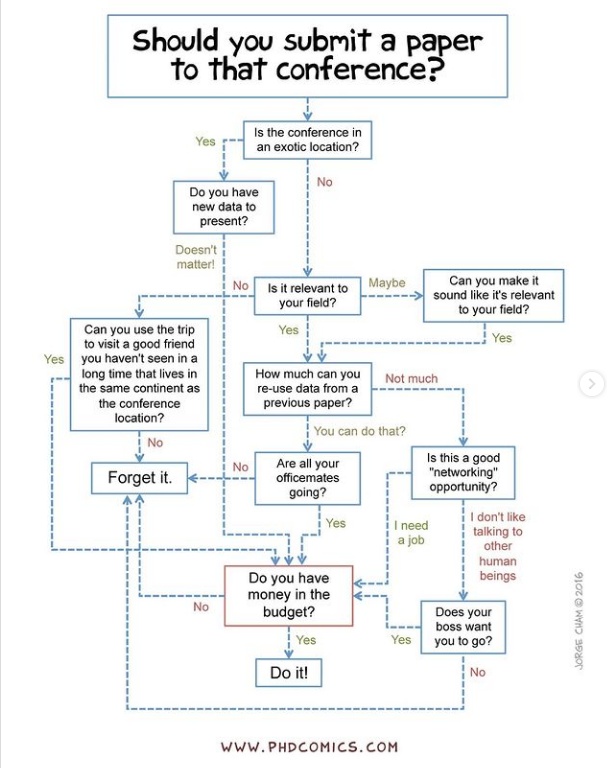 Should you submit a paper
to that conference?
Is the conference in
an exotic location?
Yes
No
Do you have
new data to
present?
Doesn't
matter!
Is it relevant to
your field?
No
Maybe
Yes
Can you make it
sound like it's relevant
to your field?
Yes
Can you use the trip
to visit a good friend
you haven't seen in a
long time that lives in
the same continent as
the conference
location?
Yes
No
How much can you
re-use data from a
previous paper?
Not much
You can do that?
Forget it.
No
Are all your
officemates
going?
Yes
Is this a good
"networking"
opportunity?
I need
a job
I don't like
talking to
other
human
beings
Do you have
money in the
budget?
No
Yes
Does your
boss want
you to go?
Yes
No
Do it!
JORGE CHAM © 2016
WWW.PHDCOMICS.COM